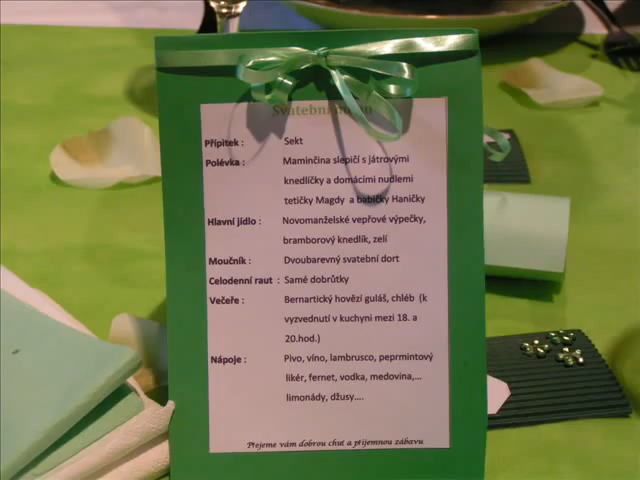 Svatební menu
Přípitek : Sekt
Polévka : Maminčina slepičí s játrovými
knedlíčky a domácími nudlemi
tetičky Magdy a babičky Haničky
Hlavní jídlo : Novomanželské vepřové výpečky,
bramborový knedlík, zelí
Moučník : Dvoubarevný svatební dort
Celodenní raut : Samé dobrůtky
Večeře : Bernartický hovězí guláš, chléb (k
vyzvednutí v kuchyni mezi 18. a
20.hod.)
Nápoje : Pivo, víno, lambrusco, peprmintový
likér, fernet, vodka, medovina,...
limonády, džusy....
Přejeme vám dobrou chuť a příjemnou zábavu